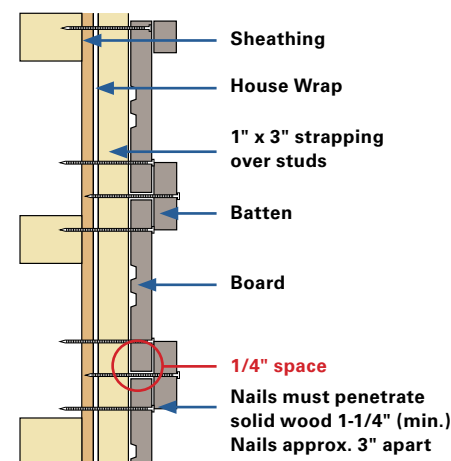 Sheathing
House Wrap
1" x 3" strapping
over studs
Batten
Board
1/4" space
Nails must penetrate
solid wood 1-1/4" (min.)
Nails approx. 3" apart